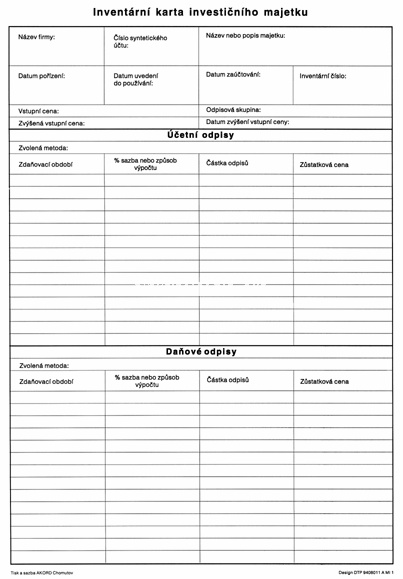 Inventární karta investičního majetku
Název firmy:
Číslo syntetického
účtu:
Název nebo popis majetku:
Datum pořízení:
Datum uvedení
do používání:
Datum zaúčtování:
Inventární číslo:
Vstupní cena:
Odpisová skupina:
Zvýšená vstupní cena:
Datum zvýšení vstupní ceny:
Účetní odpisy
Zvolená metoda:
Zdaňovací období
% sazba nebo způsob
výpočtu
Částka odpisů
Zůstatková cena
Daňové odpisy
Zvolená metoda:
Zdaňovací období
% sazba nebo způsob
výpočtu
Částka odpisů
Zůstatková cena
Tisk a sazba AKORD Chomutov
Design DTP 9408011 A MI 1